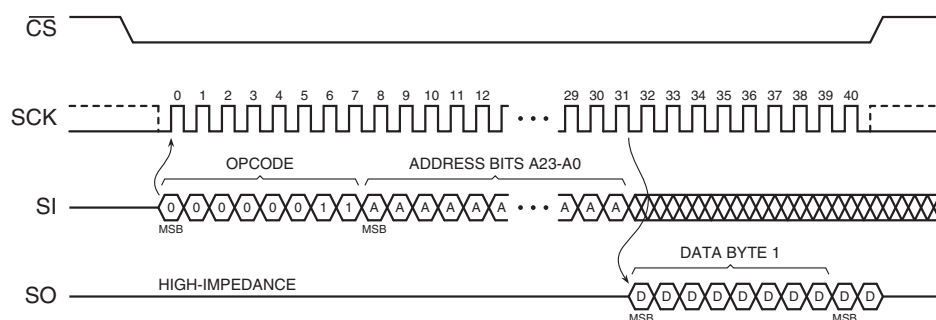 CS
0 1 2 3 4 5 6 7 8 9 10 11 12 29 30 31 32 33 34 35 36 37 38 39 40
SCK
OPCODE ADDRESS BITS A23-A0
SI 0 0 0 0 0 0 1 1 A A A A A A ••• A A A
MSB MSB
DATA BYTE 1
HIGH-IMPEDANCE
SO D D D D D D D D D D
MSB MSB